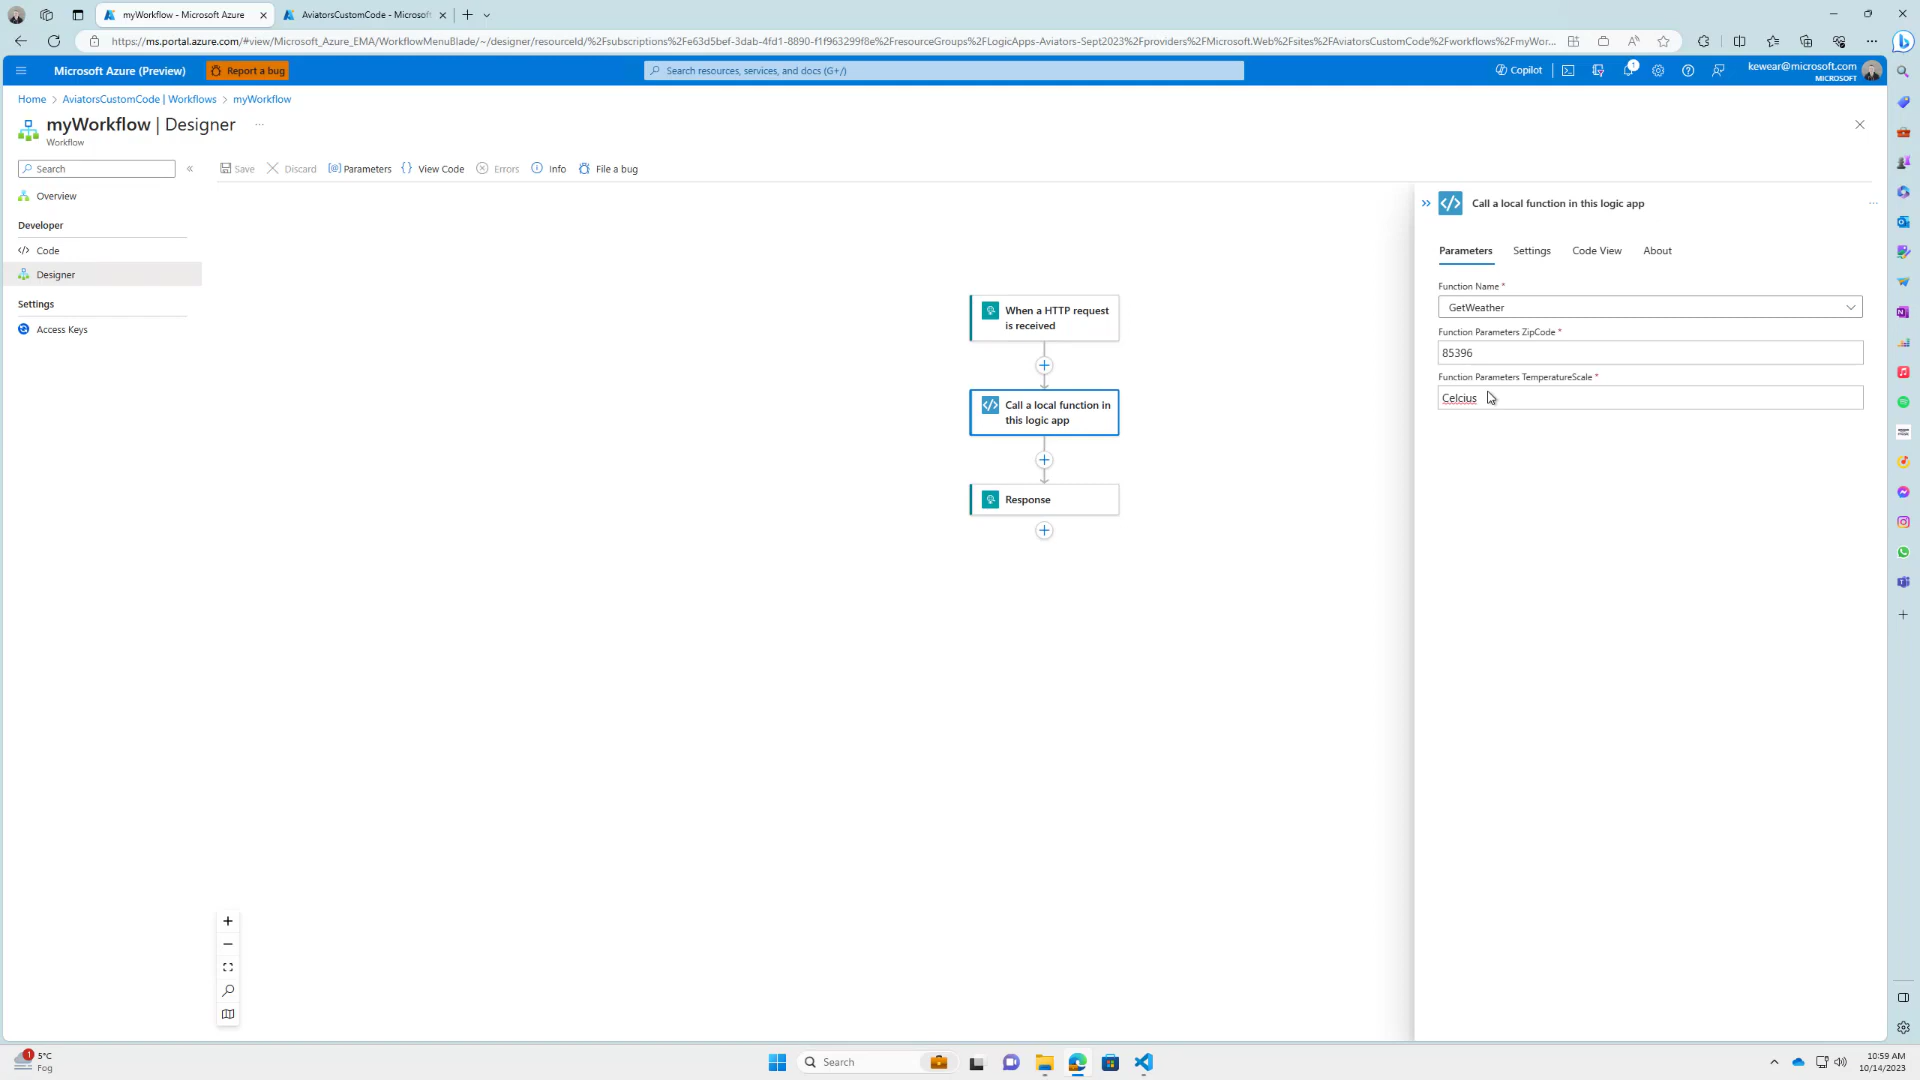 myWorkflow - Microsoft Azure
AviatorsCustomCode - Microsoft
https://ms.portal.azure.com/#view/Microsoft_Azure_EMA/WorkflowMenuBlade/~/designer/resourceId/%2Fsubscriptions%2Fe63d5bef-3dab-4fd1-8890-f1f963299f8e%2FresourceGroups%2FLogicApps-Aviators-Sept2023%2Fproviders%2FMicrosoft.Web%2Fsites%2FAviatorsCustomCode%2Fworkflows%2FmyWor...
Microsoft Azure (Preview)
Report a bug
Search resources, services, and docs (G+/)
Copilot
1
kewear@microsoft.com
MICROSOFT
Home > AviatorsCustomCode | Workflows > myWorkflow
myWorkflow | Designer ...
Workflow
Search
«
Save
Discard
Parameters
View Code
Errors
Info
File a bug
Overview
Developer
Code
Designer
Settings
Access Keys
When a HTTP request
is received
Call a local function in
this logic app
Response
Call a local function in this logic app
Parameters
Settings
Code View
About
Function Name *
GetWeather
Function Parameters ZipCode *
85396
Function Parameters TemperatureScale *
Celcius
1
5°C
Fog
Search
10:59 AM
10/14/2023